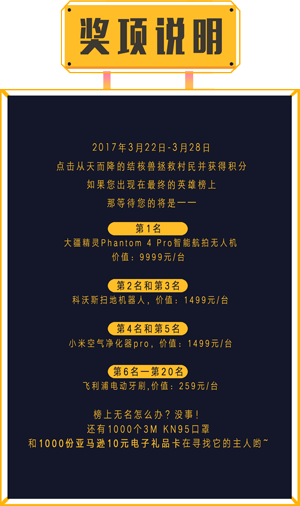 奖项说明
2017年3月22日-3月28日
点击从天而降的结核兽拯救村民并获得积分
如果您出现在最终的英雄榜上
那等待您的将是一一
第1名
大疆精灵Phantom 4 Pro智能航拍无人机
价值：9999元/台
第2名和第3名
科沃斯扫地机器人，价值：1499元/台
第4名和第5名
小米空气净化器pro，价值：1499元/台
第6名—第20名
飞利浦电动牙刷,价值：259元/台
榜上无名怎么办？没事！
还有1000个3M KN95口罩
和1000份亚马逊10元电子礼品卡在寻找它的主人哟~